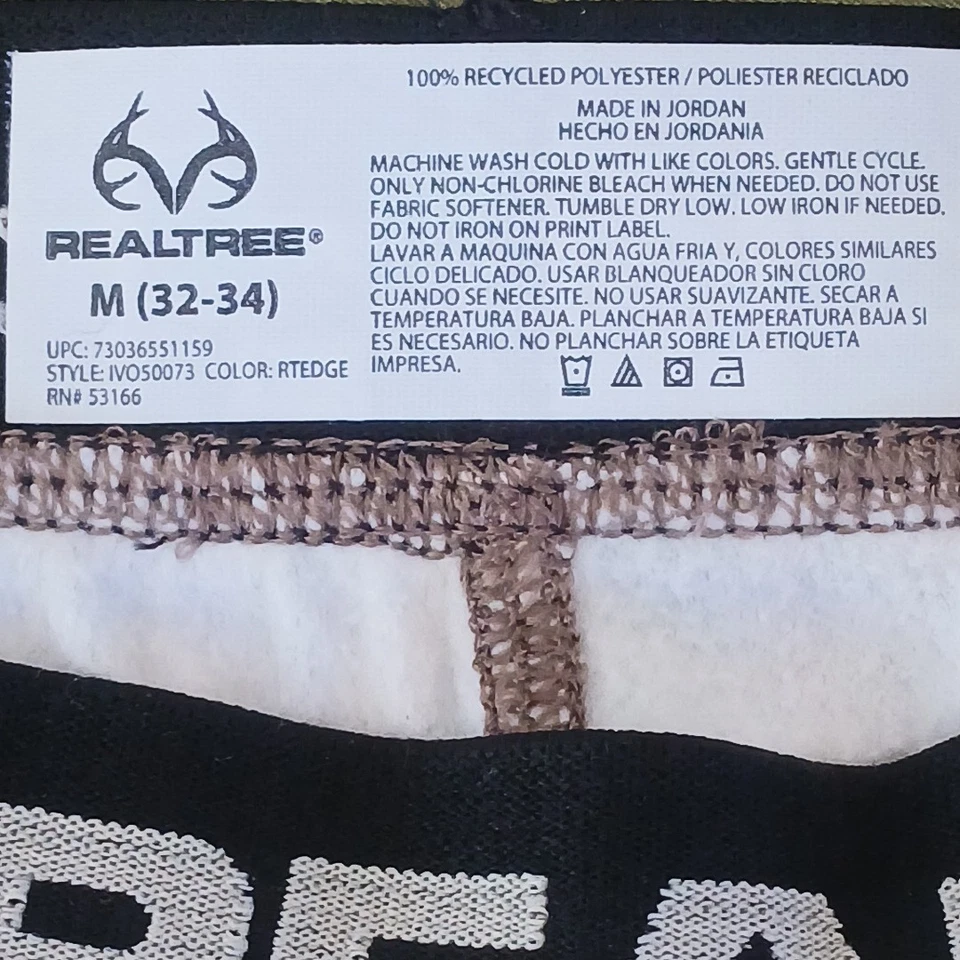 REALTREE®
M (32-34)
UPC: 73036551159
STYLE: IVO50073 COLOR: RTEDGE
RN# 53166
100% RECYCLED POLYESTER / POLIESTER RECICLADO
MADE IN JORDAN
HECHO EN JORDANIA
MACHINE WASH COLD WITH LIKE COLORS. GENTLE CYCLE.
ONLY NON-CHLORINE BLEACH WHEN NEEDED. DO NOT USE
FABRIC SOFTENER. TUMBLE DRY LOW. LOW IRON IF NEEDED.
DO NOT IRON ON PRINT LABEL.
LAVAR A MAQUINA CON AGUA FRIA Y, COLORES SIMILARES
CICLO DELICADO. USAR BLANQUEADOR SIN CLORO
CUANDO SE NECESITE. NO USAR SUAVIZANTE. SECAR A
TEMPERATURA BAJA. PLANCHAR A TEMPERATURA BAJA SI
ES NECESARIO. NO PLANCHAR SOBRE LA ETIQUETA
IMPRESA.
REA